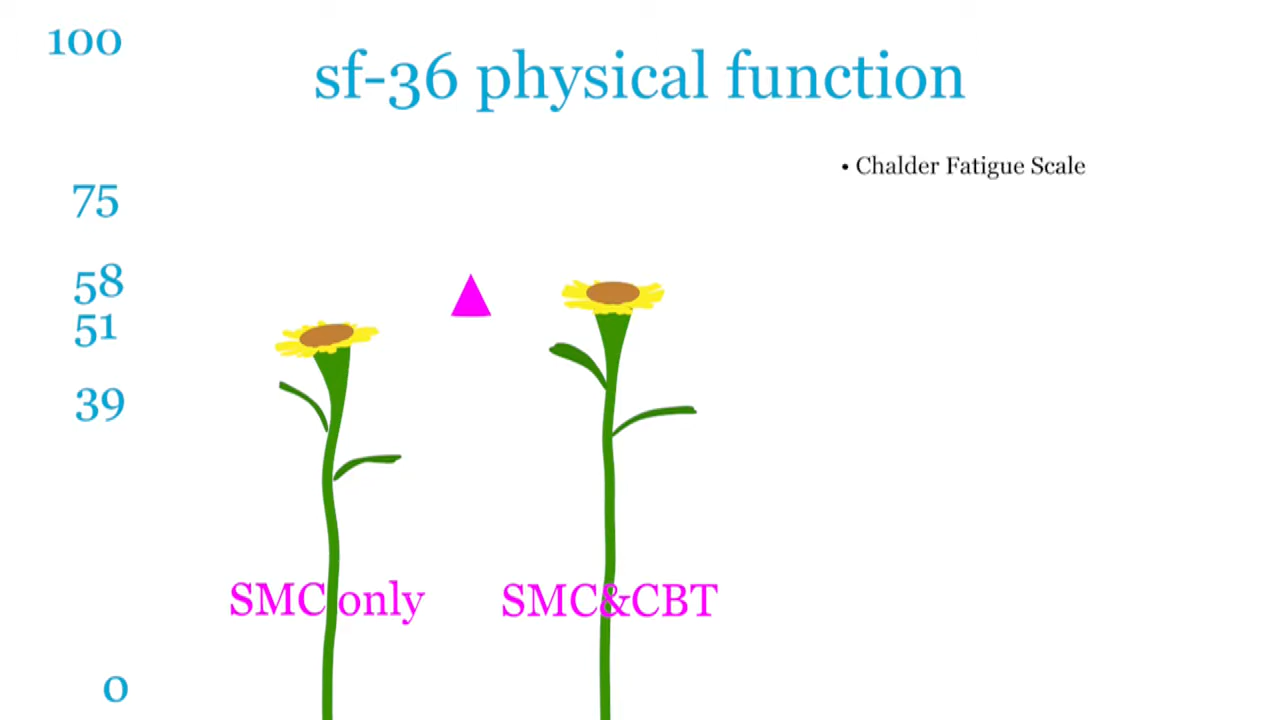 100
sf-36 physical function
• Chalder Fatigue Scale
75
58
51
39
SMC only
SMC&CBT
0